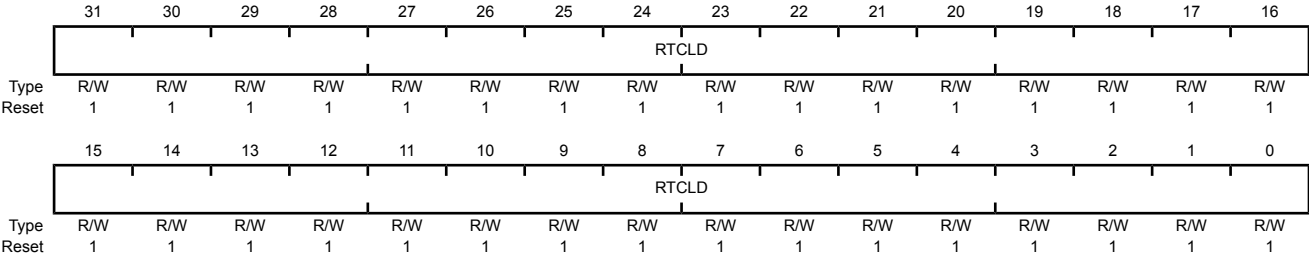 31 30 29 28 27 26 25 24 23 22 21 20 19 18 17 16
RTCLD
Type R/W R/W R/W R/W R/W R/W R/W R/W R/W R/W R/W R/W R/W R/W R/W R/W
Reset 1 1 1 1 1 1 1 1 1 1 1 1 1 1 1 1
15 14 13 12 11 10 9 8 7 6 5 4 3 2 1 0
RTCLD
Type R/W R/W R/W R/W R/W R/W R/W R/W R/W R/W R/W R/W R/W R/W R/W R/W
Reset 1 1 1 1 1 1 1 1 1 1 1 1 1 1 1 1